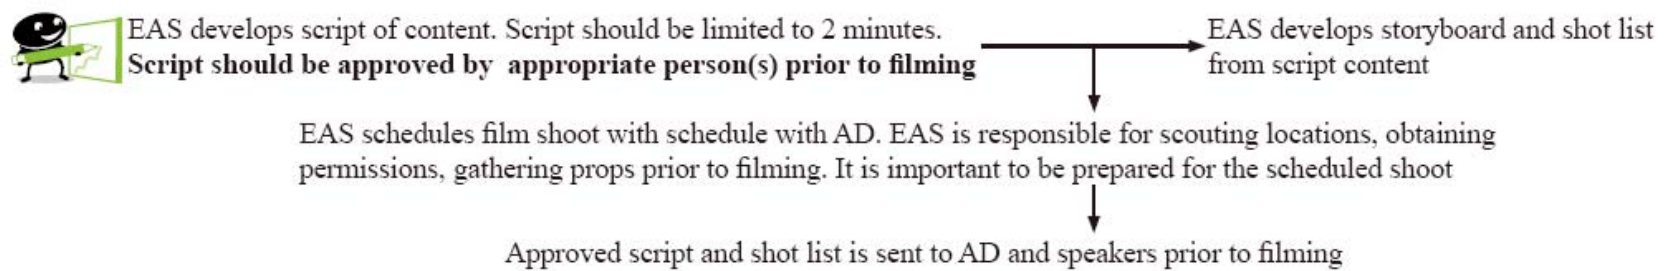 EAS develops script of content. Script should be limited to 2 minutes.
Script should be approved by appropriate person(s) prior to filming
EAS develops storyboard and shot list
from script content
EAS schedules film shoot with schedule with AD. EAS is responsible for scouting locations, obtaining
permissions, gathering props prior to filming. It is important to be prepared for the scheduled shoot
Approved script and shot list is sent to AD and speakers prior to filming